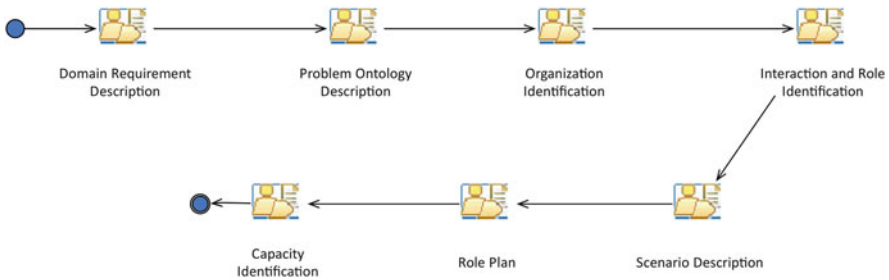 Domain Requirement
Description
Problem Ontology
Description
Organization
Identification
Interaction and Role
Identification
Capacity
Identification
Role Plan
Scenario Description